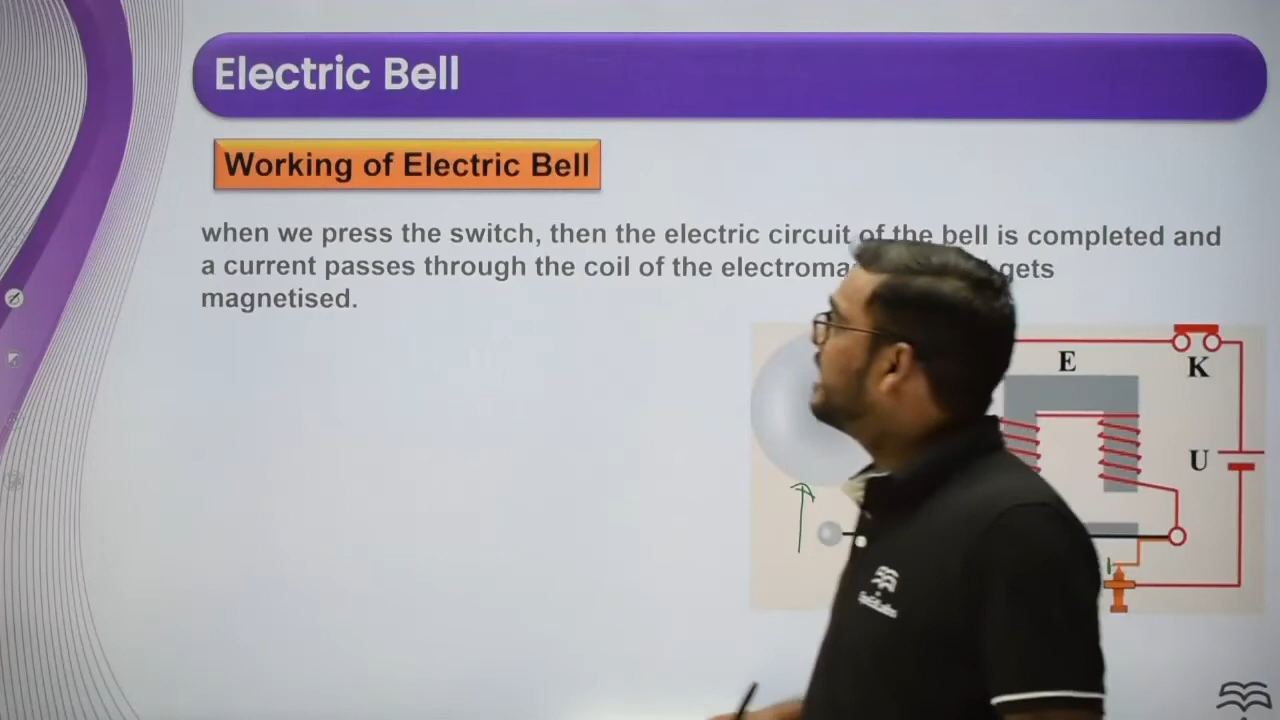 Electric Bell
Working of Electric Bell
when we press the switch, then the electric circuit of the bell is completed and
a current passes through the coil of the gets
magnetised.
E
K
U